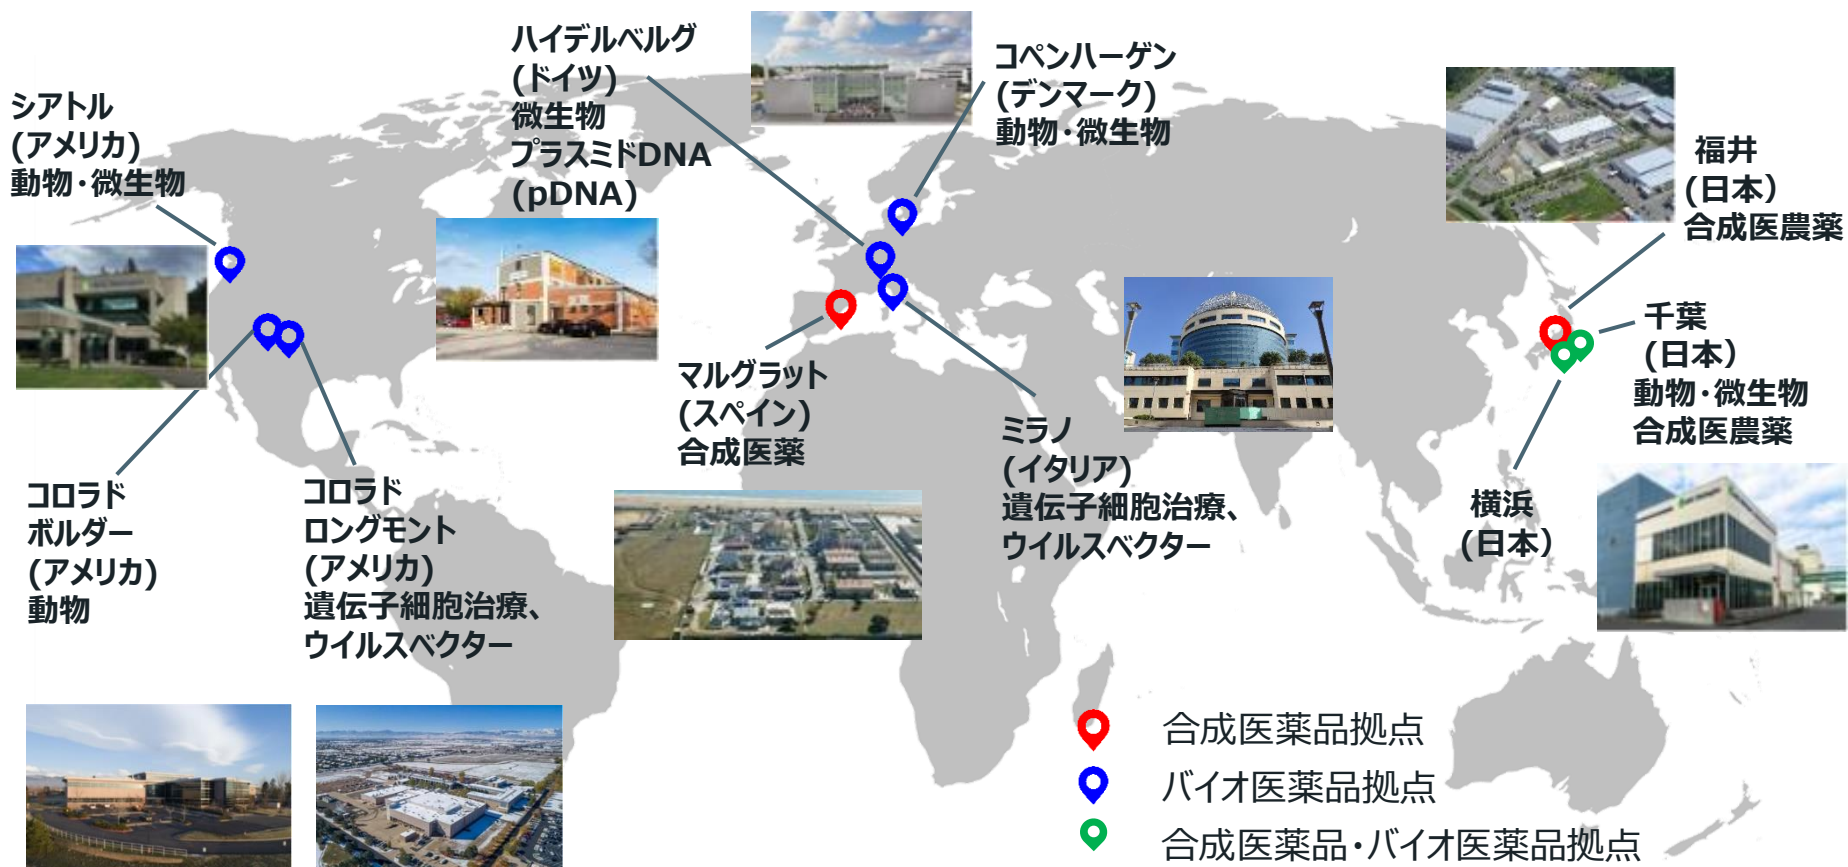 シアトル
(アメリカ)
動物・微生物
ハイデルベルグ
(ドイツ)
微生物
プラスミドDNA
(pDNA)
コペンハーゲン
(デンマーク)
動物・微生物
福井
(日本)
合成医農薬
千葉
(日本)
動物・微生物
合成医農薬
横浜
(日本)
マルグラット
(スペイン)
合成医薬
ミラノ
(イタリア)
遺伝子細胞治療、
ウイルスベクター
コロラド
ボルダー
(アメリカ)
動物
コロラド
ロングモント
(アメリカ)
遺伝子細胞治療、
ウイルスベクター
合成医薬品拠点
バイオ医薬品拠点
合成医薬品・バイオ医薬品拠点